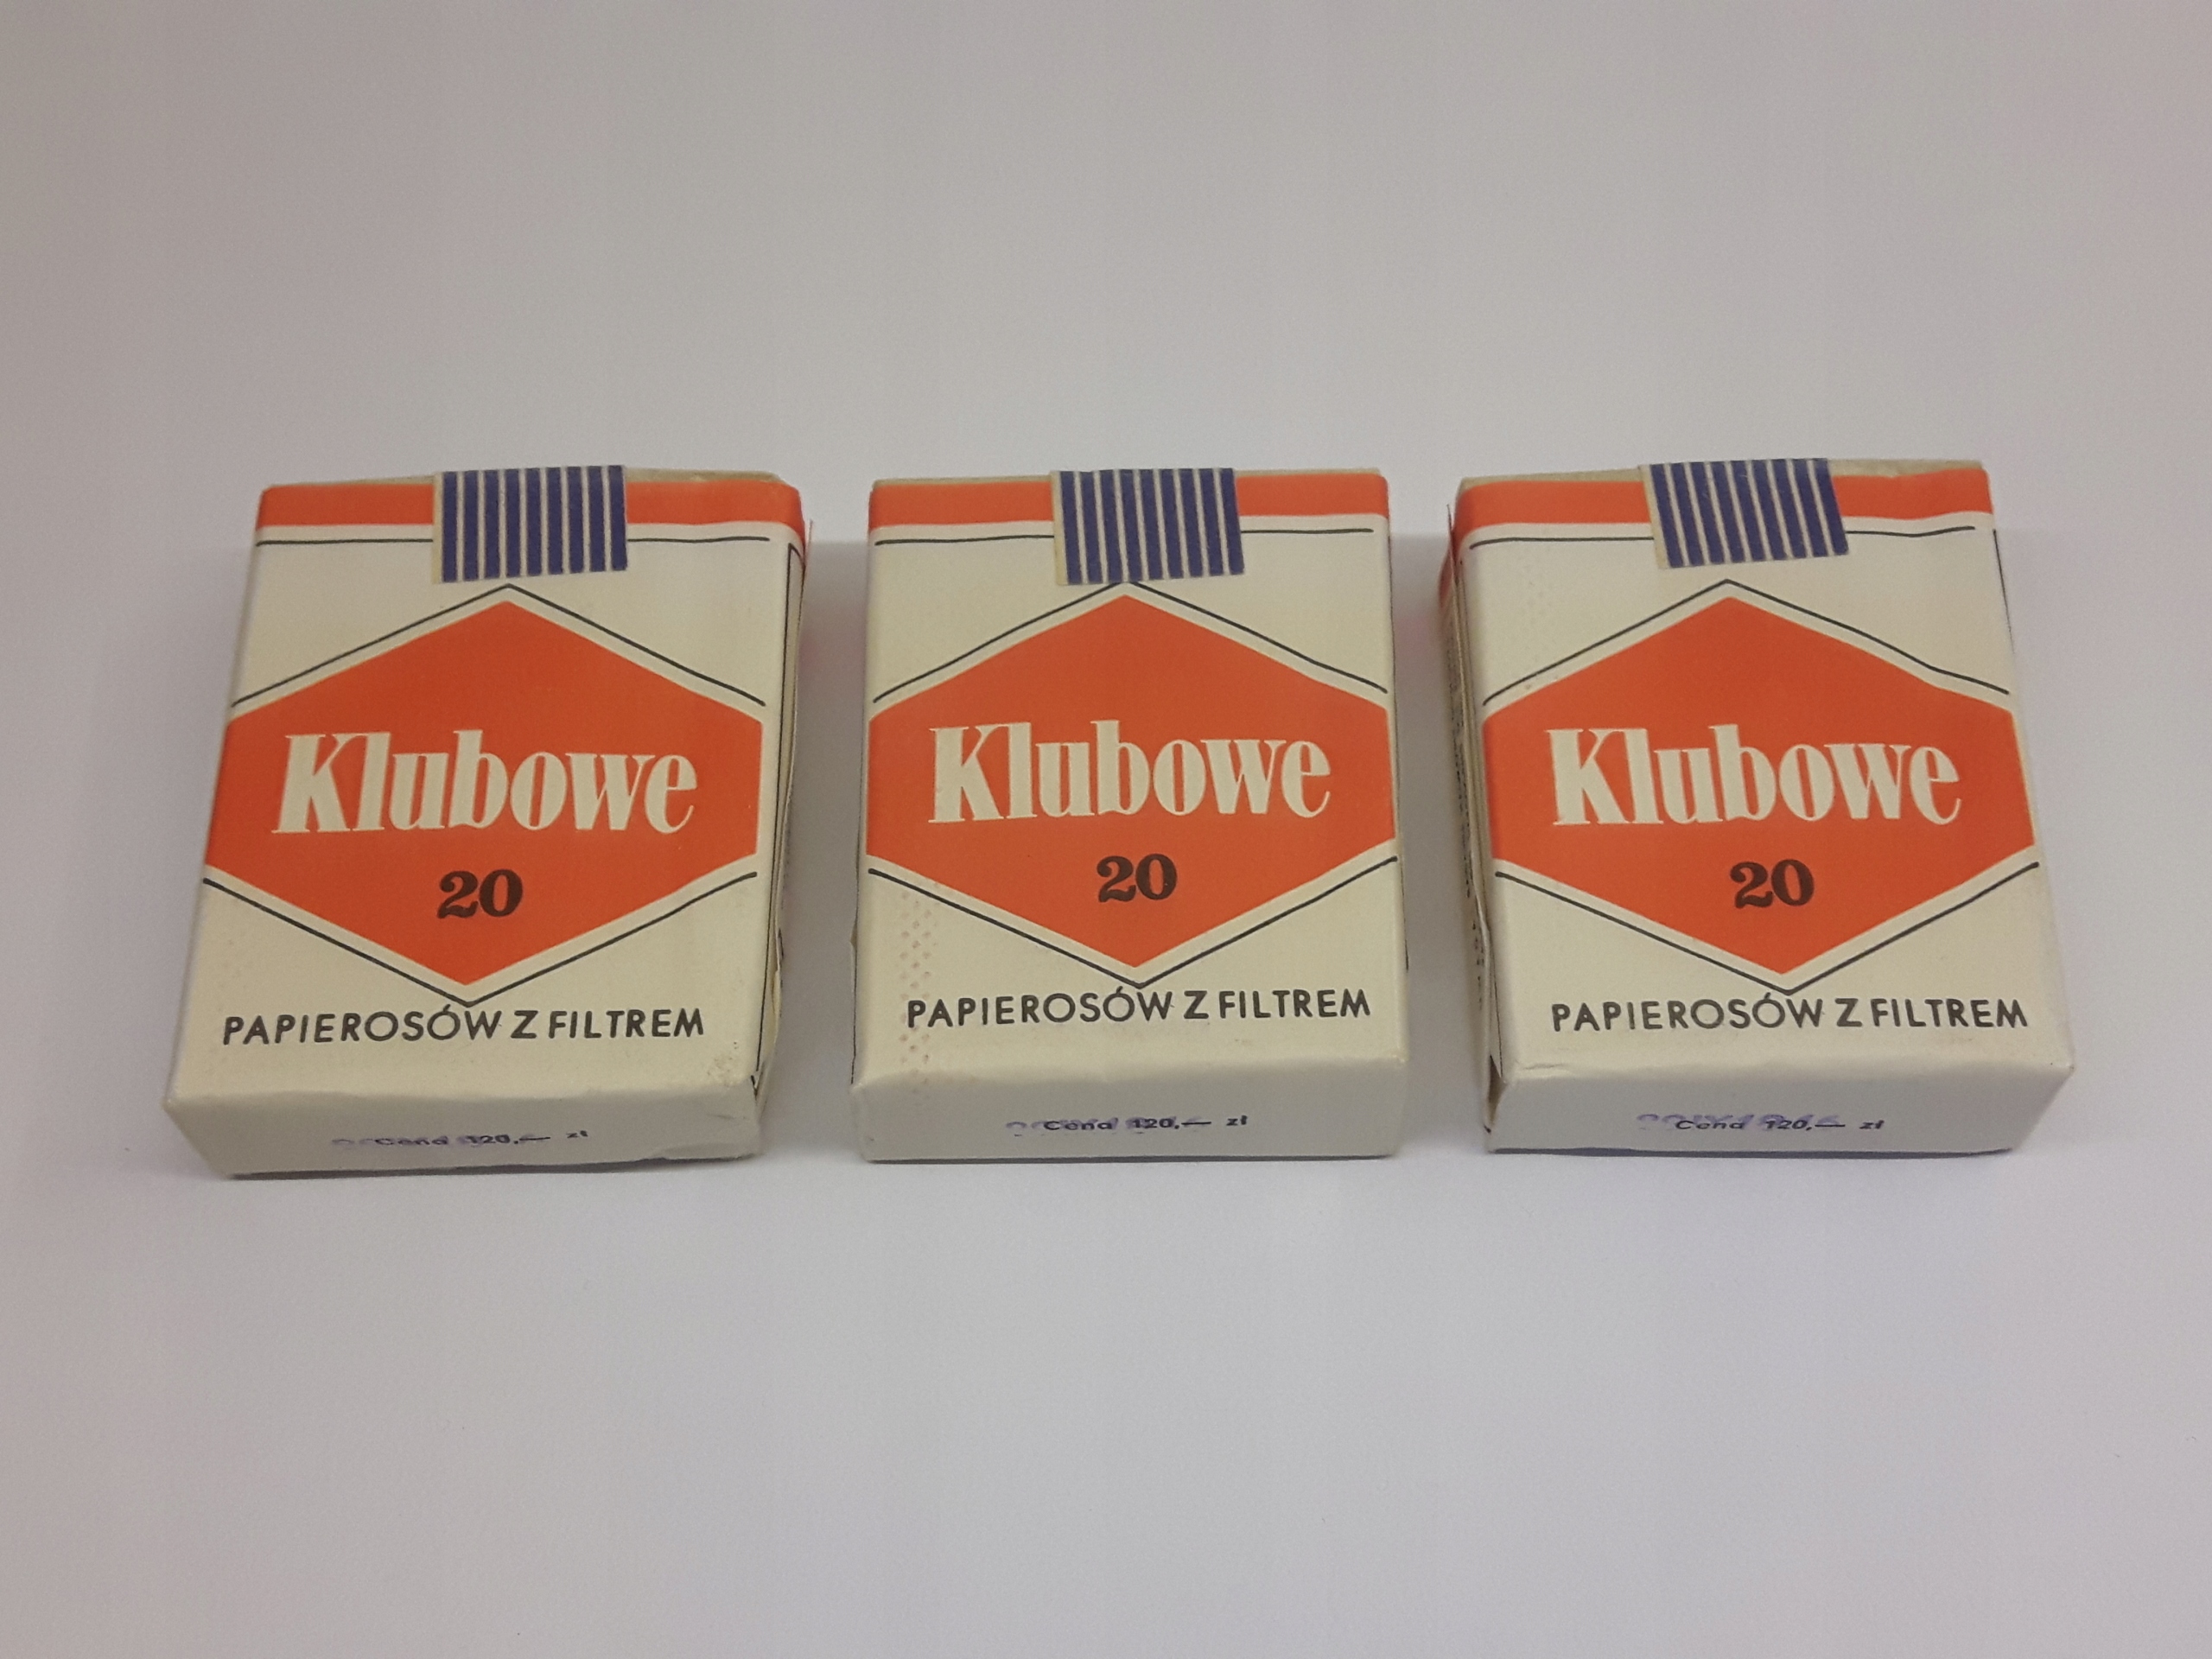 Klubowe
20
PAPIEROSÓW Z FILTREM
Cena 120,— zł
Klubowe
20
PAPIEROSÓW Z FILTREM
Cena 120,— zł
Klubowe
20
PAPIEROSÓW Z FILTREM
Cena 120,— zł